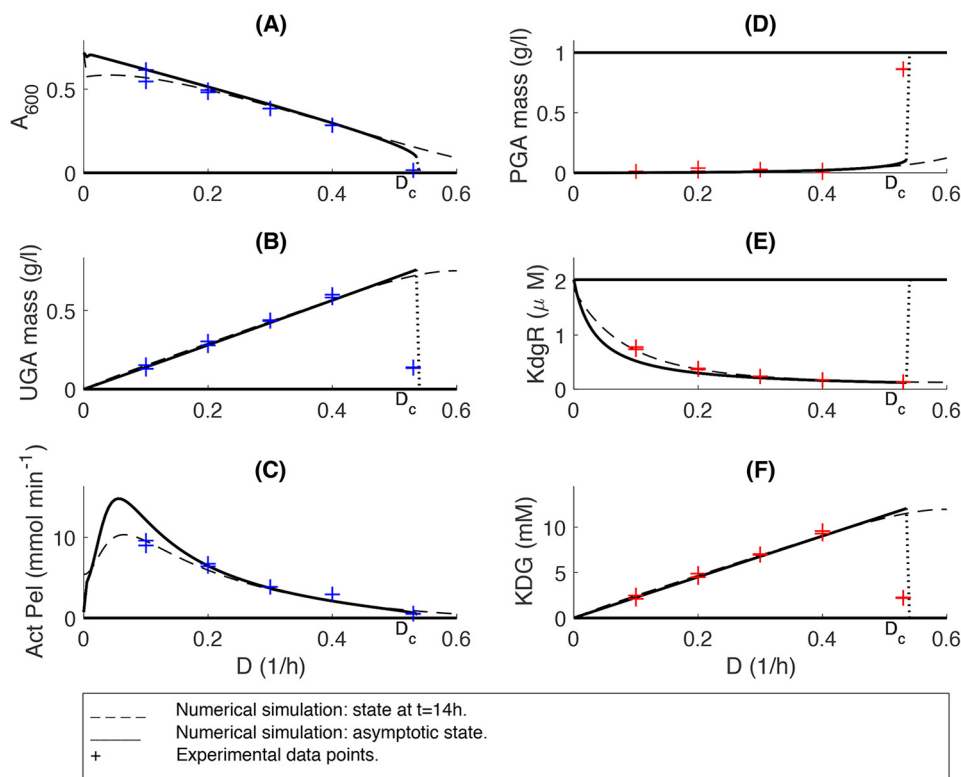 (A)
A600
0.5
0
0 0.2 0.4 0.6
Dc
(B)
UGA mass (g/l)
0.5
0
0 0.2 0.4 0.6
Dc
(C)
Act Pel (mmol min-1)
10
0
0 0.2 0.4 0.6
Dc
D (1/h)
(D)
PGA mass (g/l)
1
0.5
0
0 0.2 0.4 0.6
Dc
(E)
KdgR (μ M)
2
1
0
0 0.2 0.4 0.6
Dc
(F)
KDG (mM)
10
5
0
0 0.2 0.4 0.6
Dc
D (1/h)
Numerical simulation: state at t=14h.
Numerical simulation: asymptotic state.
Experimental data points.